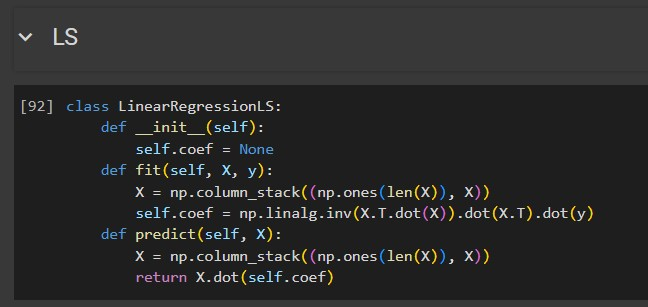 LS
[92] class LinearRegressionLS:
    def __init__(self):
        self.coef = None
    def fit(self, X, y):
        X = np.column_stack((np.ones(len(X)), X))
        self.coef = np.linalg.inv(X.T.dot(X)).dot(X.T).dot(y)
    def predict(self, X):
        X = np.column_stack((np.ones(len(X)), X))
        return X.dot(self.coef)